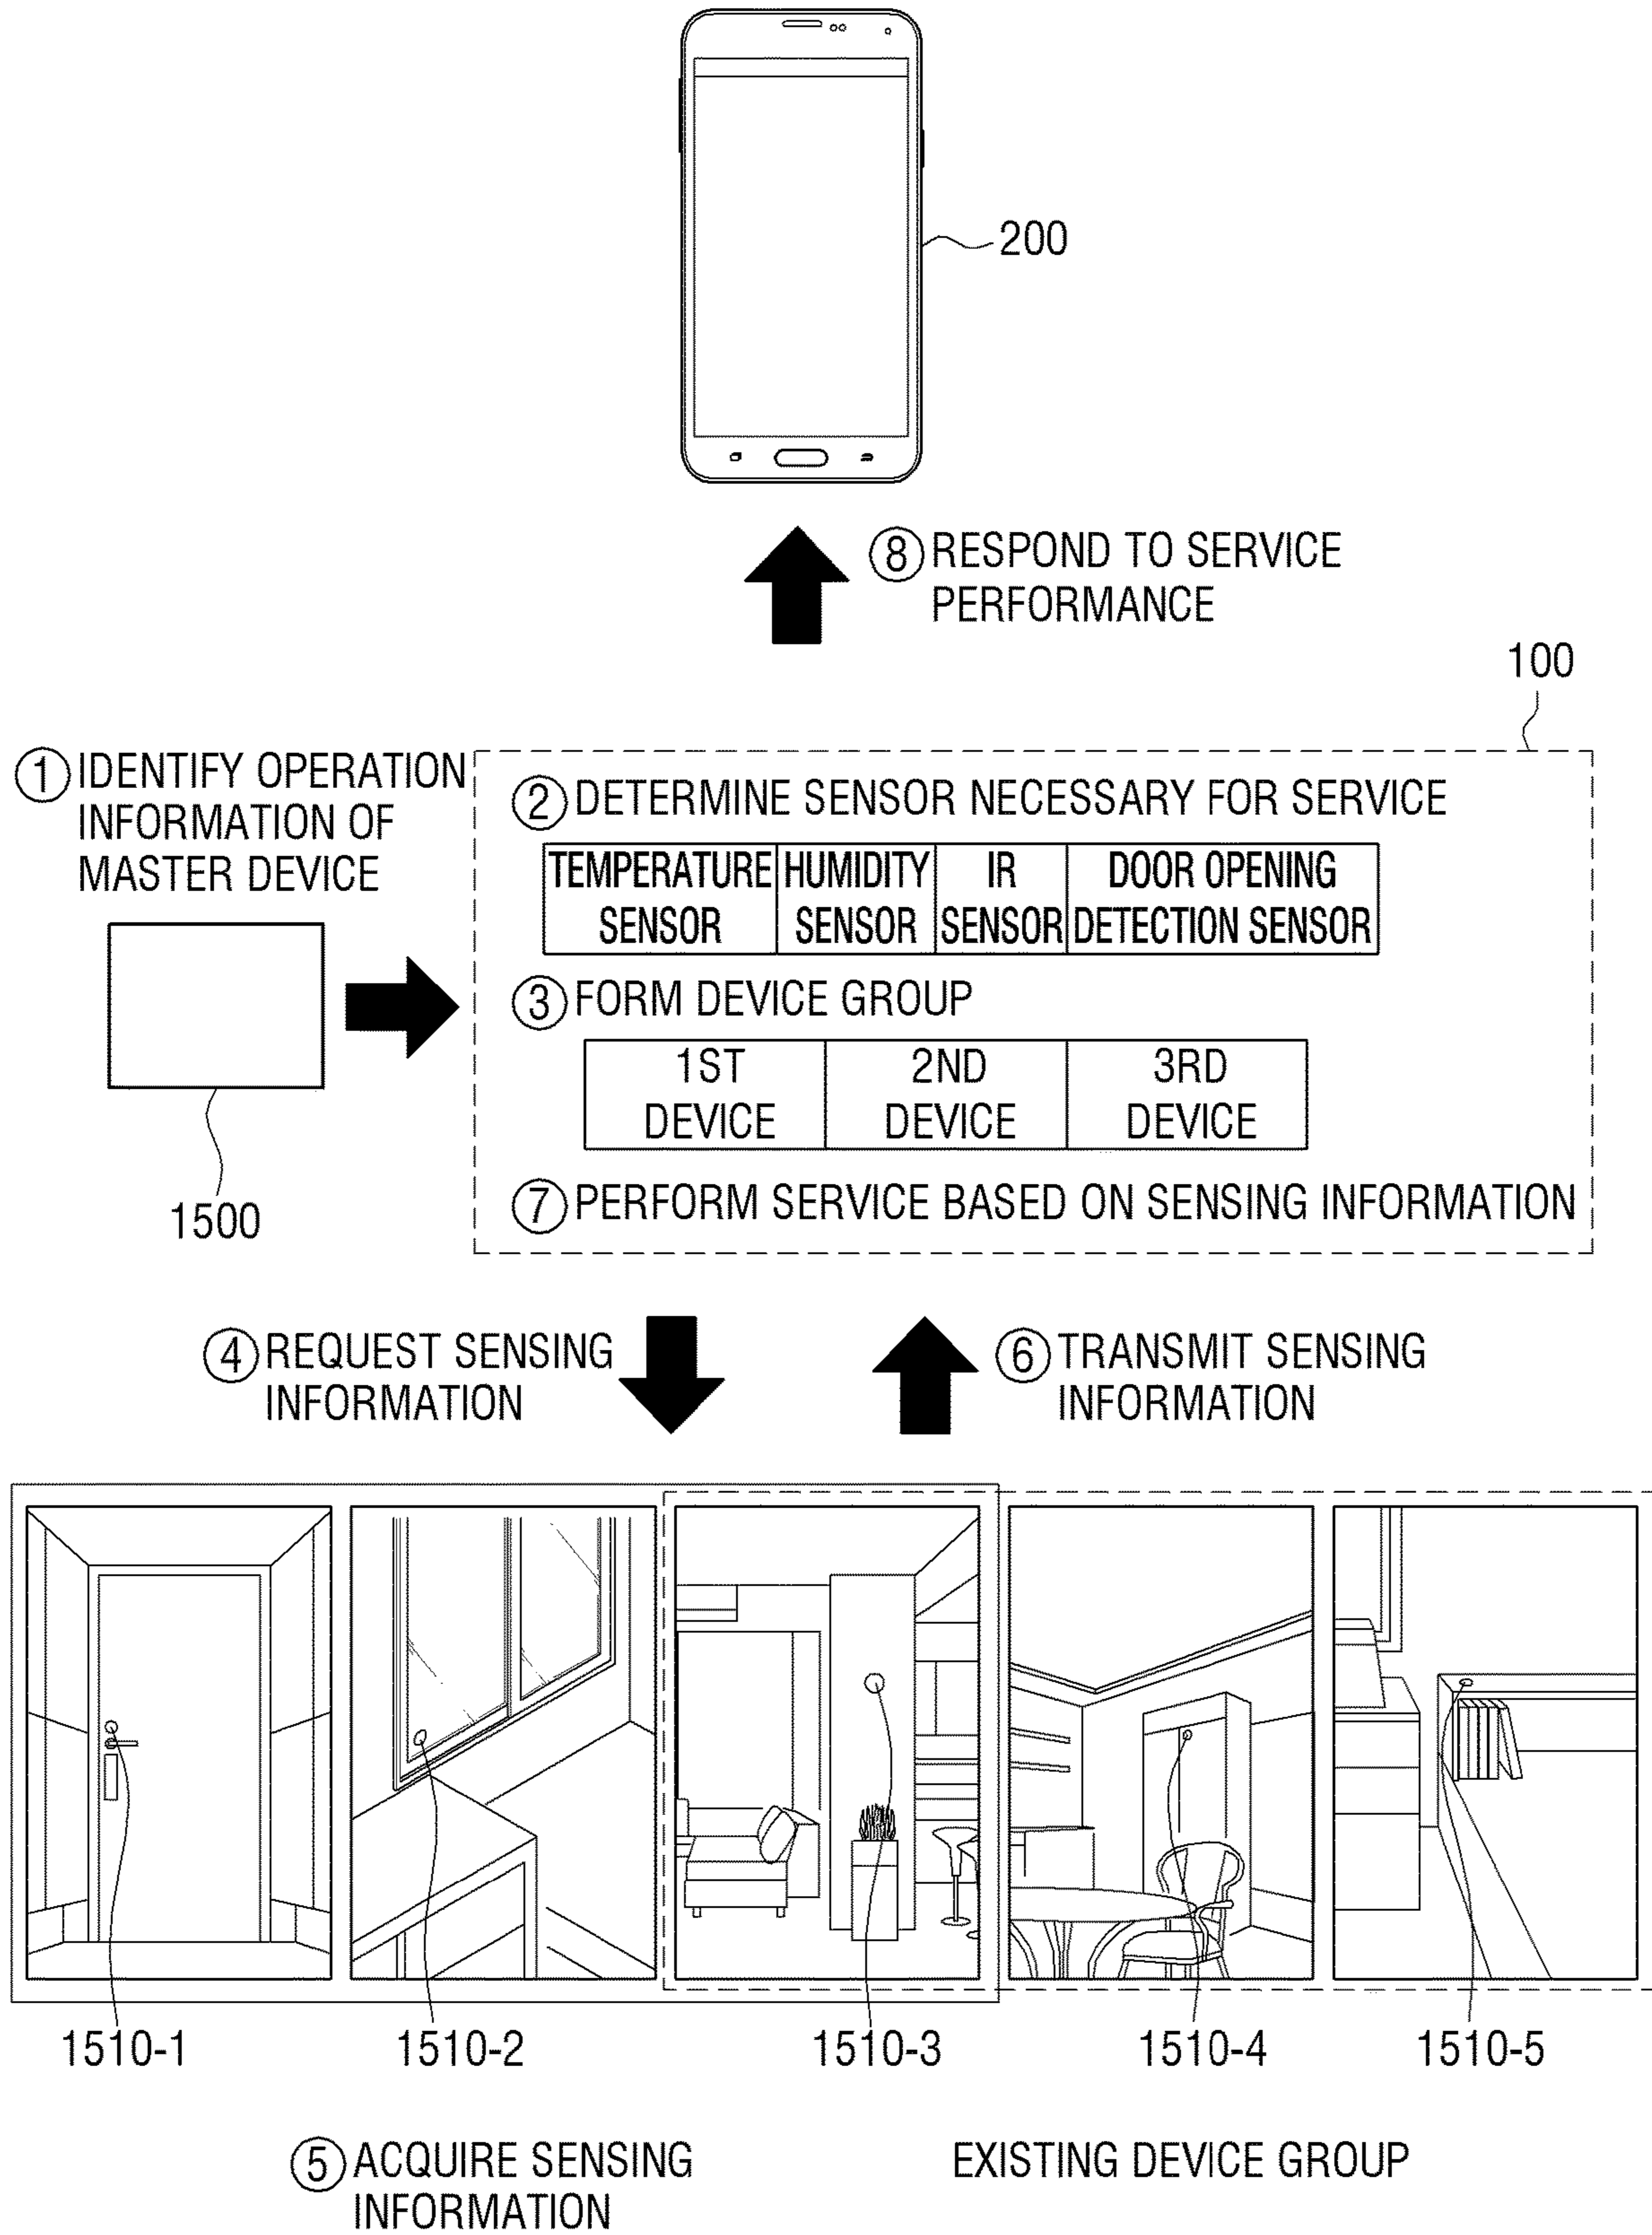 200
⑧ RESPOND TO SERVICE
PERFORMANCE
100
① IDENTIFY OPERATION
INFORMATION OF
MASTER DEVICE
1500
② DETERMINE SENSOR NECESSARY FOR SERVICE
TEMPERATURE
SENSOR
HUMIDITY
SENSOR
IR
SENSOR
DOOR OPENING
DETECTION SENSOR
③ FORM DEVICE GROUP
1ST
DEVICE
2ND
DEVICE
3RD
DEVICE
⑦ PERFORM SERVICE BASED ON SENSING INFORMATION
④ REQUEST SENSING
INFORMATION
⑥ TRANSMIT SENSING
INFORMATION
1510-1
1510-2
1510-3
1510-4
1510-5
⑤ ACQUIRE SENSING
INFORMATION
EXISTING DEVICE GROUP